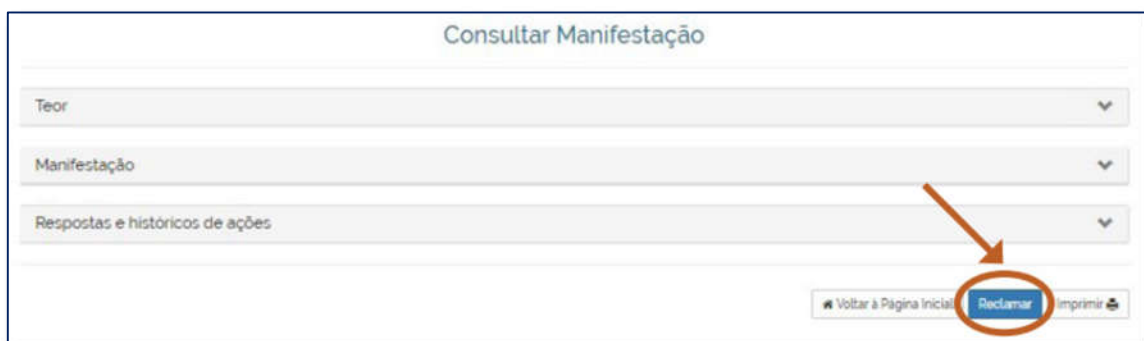 Consultar Manifestação
Teor
Manifestação
Respostas e históricos de ações
Voltar à Página Inicial Reclamar Imprimir